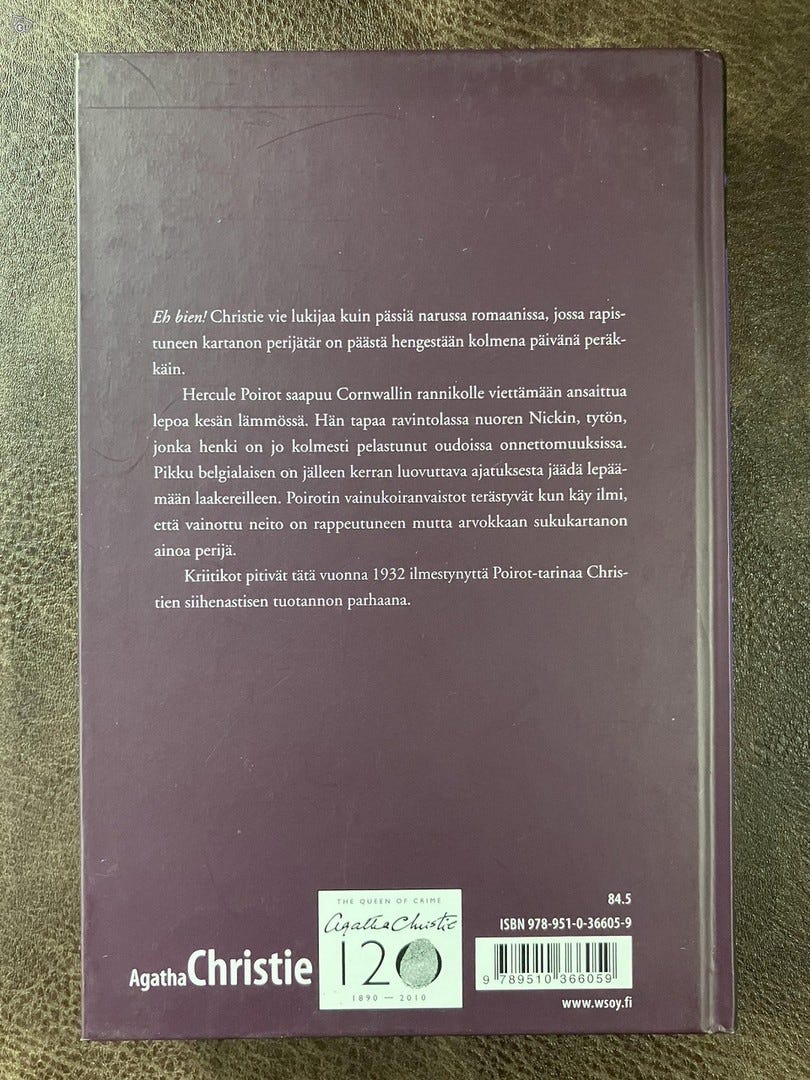 Eh bien! Christie vie lukijaa kuin pässiä narussa romaanissa, jossa rapis-
tuneen kartanon perijätär on päästä hengestään kolmena päivänä peräk-
käin.
Hercule Poirot saapuu Cornwallin rannikolle viettämään ansaittua
lepoa kesän lämmössä. Hän tapaa ravintolassa nuoren Nickin, tytön,
jonka henki on jo kolmesti pelastunut oudoissa onnettomuuksissa.
Pikku belgialaisen on jälleen kerran luovuttava ajatuksesta jäädä lepää-
mään laakereilleen. Poirotin vainukoiranvaistot terästyvät kun käy ilmi,
että vainottu neito on rappeutuneen mutta arvokkaan sukukartanon
ainoa perijä.
Kriitikot pitivät tätä vuonna 1932 ilmestynyttä Poirot-tarinaa Chris-
tien siihenastisen tuotannon parhaana.
THE QUEEN OF CRIME
Agatha Christie
120
1890 — 2010
AgathaChristie
84.5
ISBN 978-951-0-36605-9
9 789510 366059
www.wsoy.fi